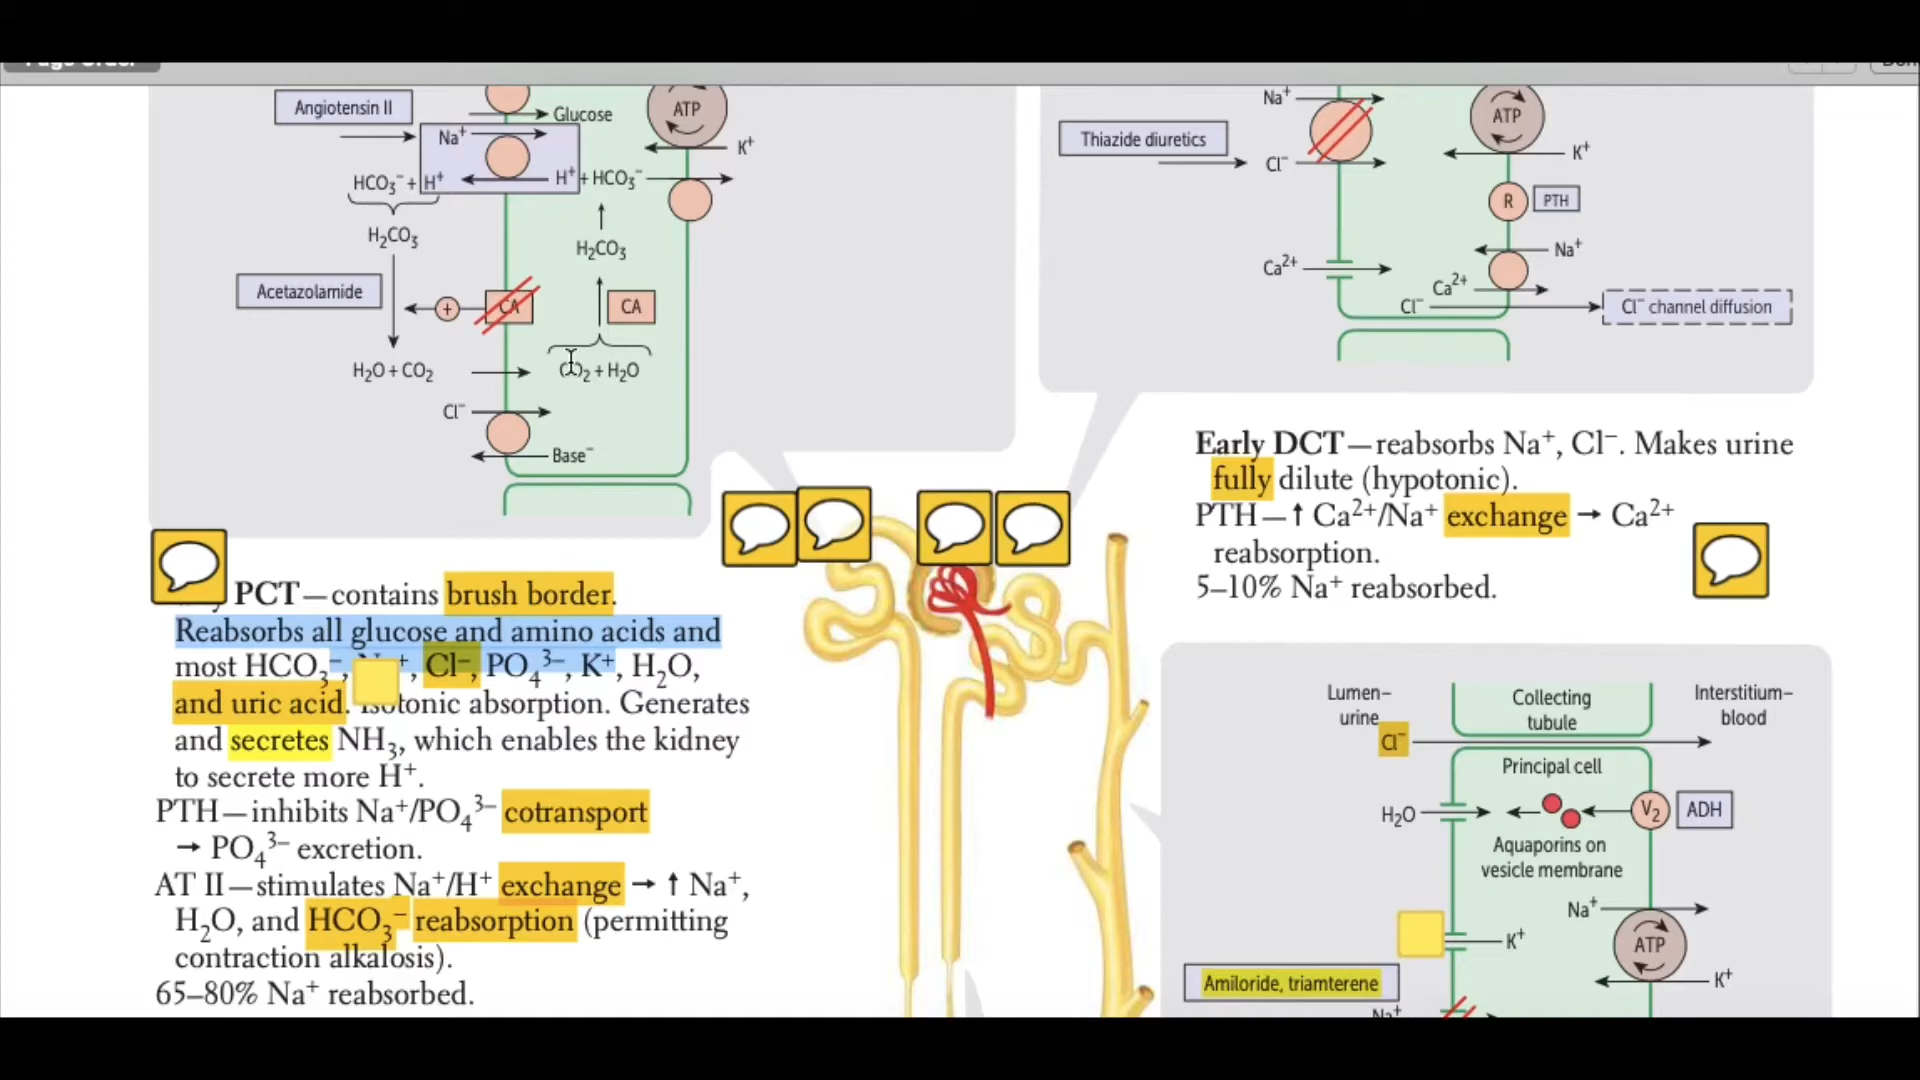 Angiotensin II
Glucose
Na⁺
ATP
K⁺
HCO₃⁻ + H⁺
H⁺ + HCO₃⁻
H₂CO₃
H₂CO₃
Acetazolamide
+
CA
CA
H₂O + CO₂
CO₂ + H₂O
Cl⁻
Base⁻
PCT—contains brush border.
Reabsorbs all glucose and amino acids and
most HCO₃⁻, Na⁺, Cl⁻, PO₄³⁻, K⁺, H₂O,
and uric acid. Isotonic absorption. Generates
and secretes NH₃, which enables the kidney
to secrete more H⁺.
PTH—inhibits Na⁺/PO₄³⁻ cotransport
→ PO₄³⁻ excretion.
AT II—stimulates Na⁺/H⁺ exchange → ↑ Na⁺,
H₂O, and HCO₃⁻ reabsorption (permitting
contraction alkalosis).
65–80% Na⁺ reabsorbed.
Na⁺
ATP
Thiazide diuretics
Cl⁻
K⁺
R
PTH
Na⁺
Ca²⁺
Ca²⁺
Cl⁻
Cl⁻ channel diffusion
Early DCT—reabsorbs Na⁺, Cl⁻. Makes urine
fully dilute (hypotonic).
PTH—↑ Ca²⁺/Na⁺ exchange → Ca²⁺
reabsorption.
5–10% Na⁺ reabsorbed.
Lumen–
urine
Collecting
tubule
Interstitium–
blood
Cl⁻
Principal cell
H₂O
V₂
ADH
Aquaporins on
vesicle membrane
Na⁺
K⁺
ATP
Amiloride, triamterene
K⁺
Na⁺